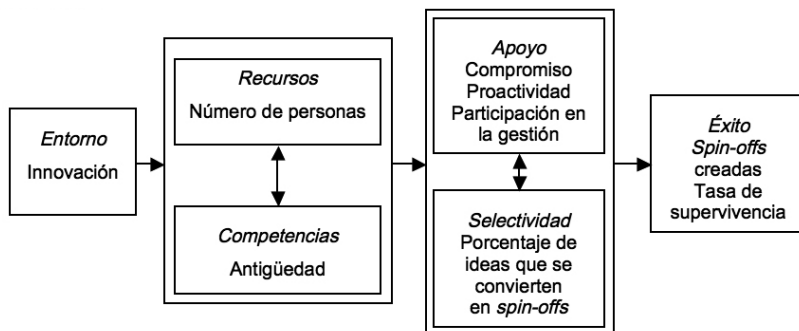 Entorno
Innovación
Recursos
Número de personas
Competencias
Antigüedad
Apoyo
Compromiso
Proactividad
Participación en
la gestión
Selectividad
Porcentaje de
ideas que se
convierten
en spin-offs
Éxito
Spin-offs
creadas
Tasa de
supervivencia